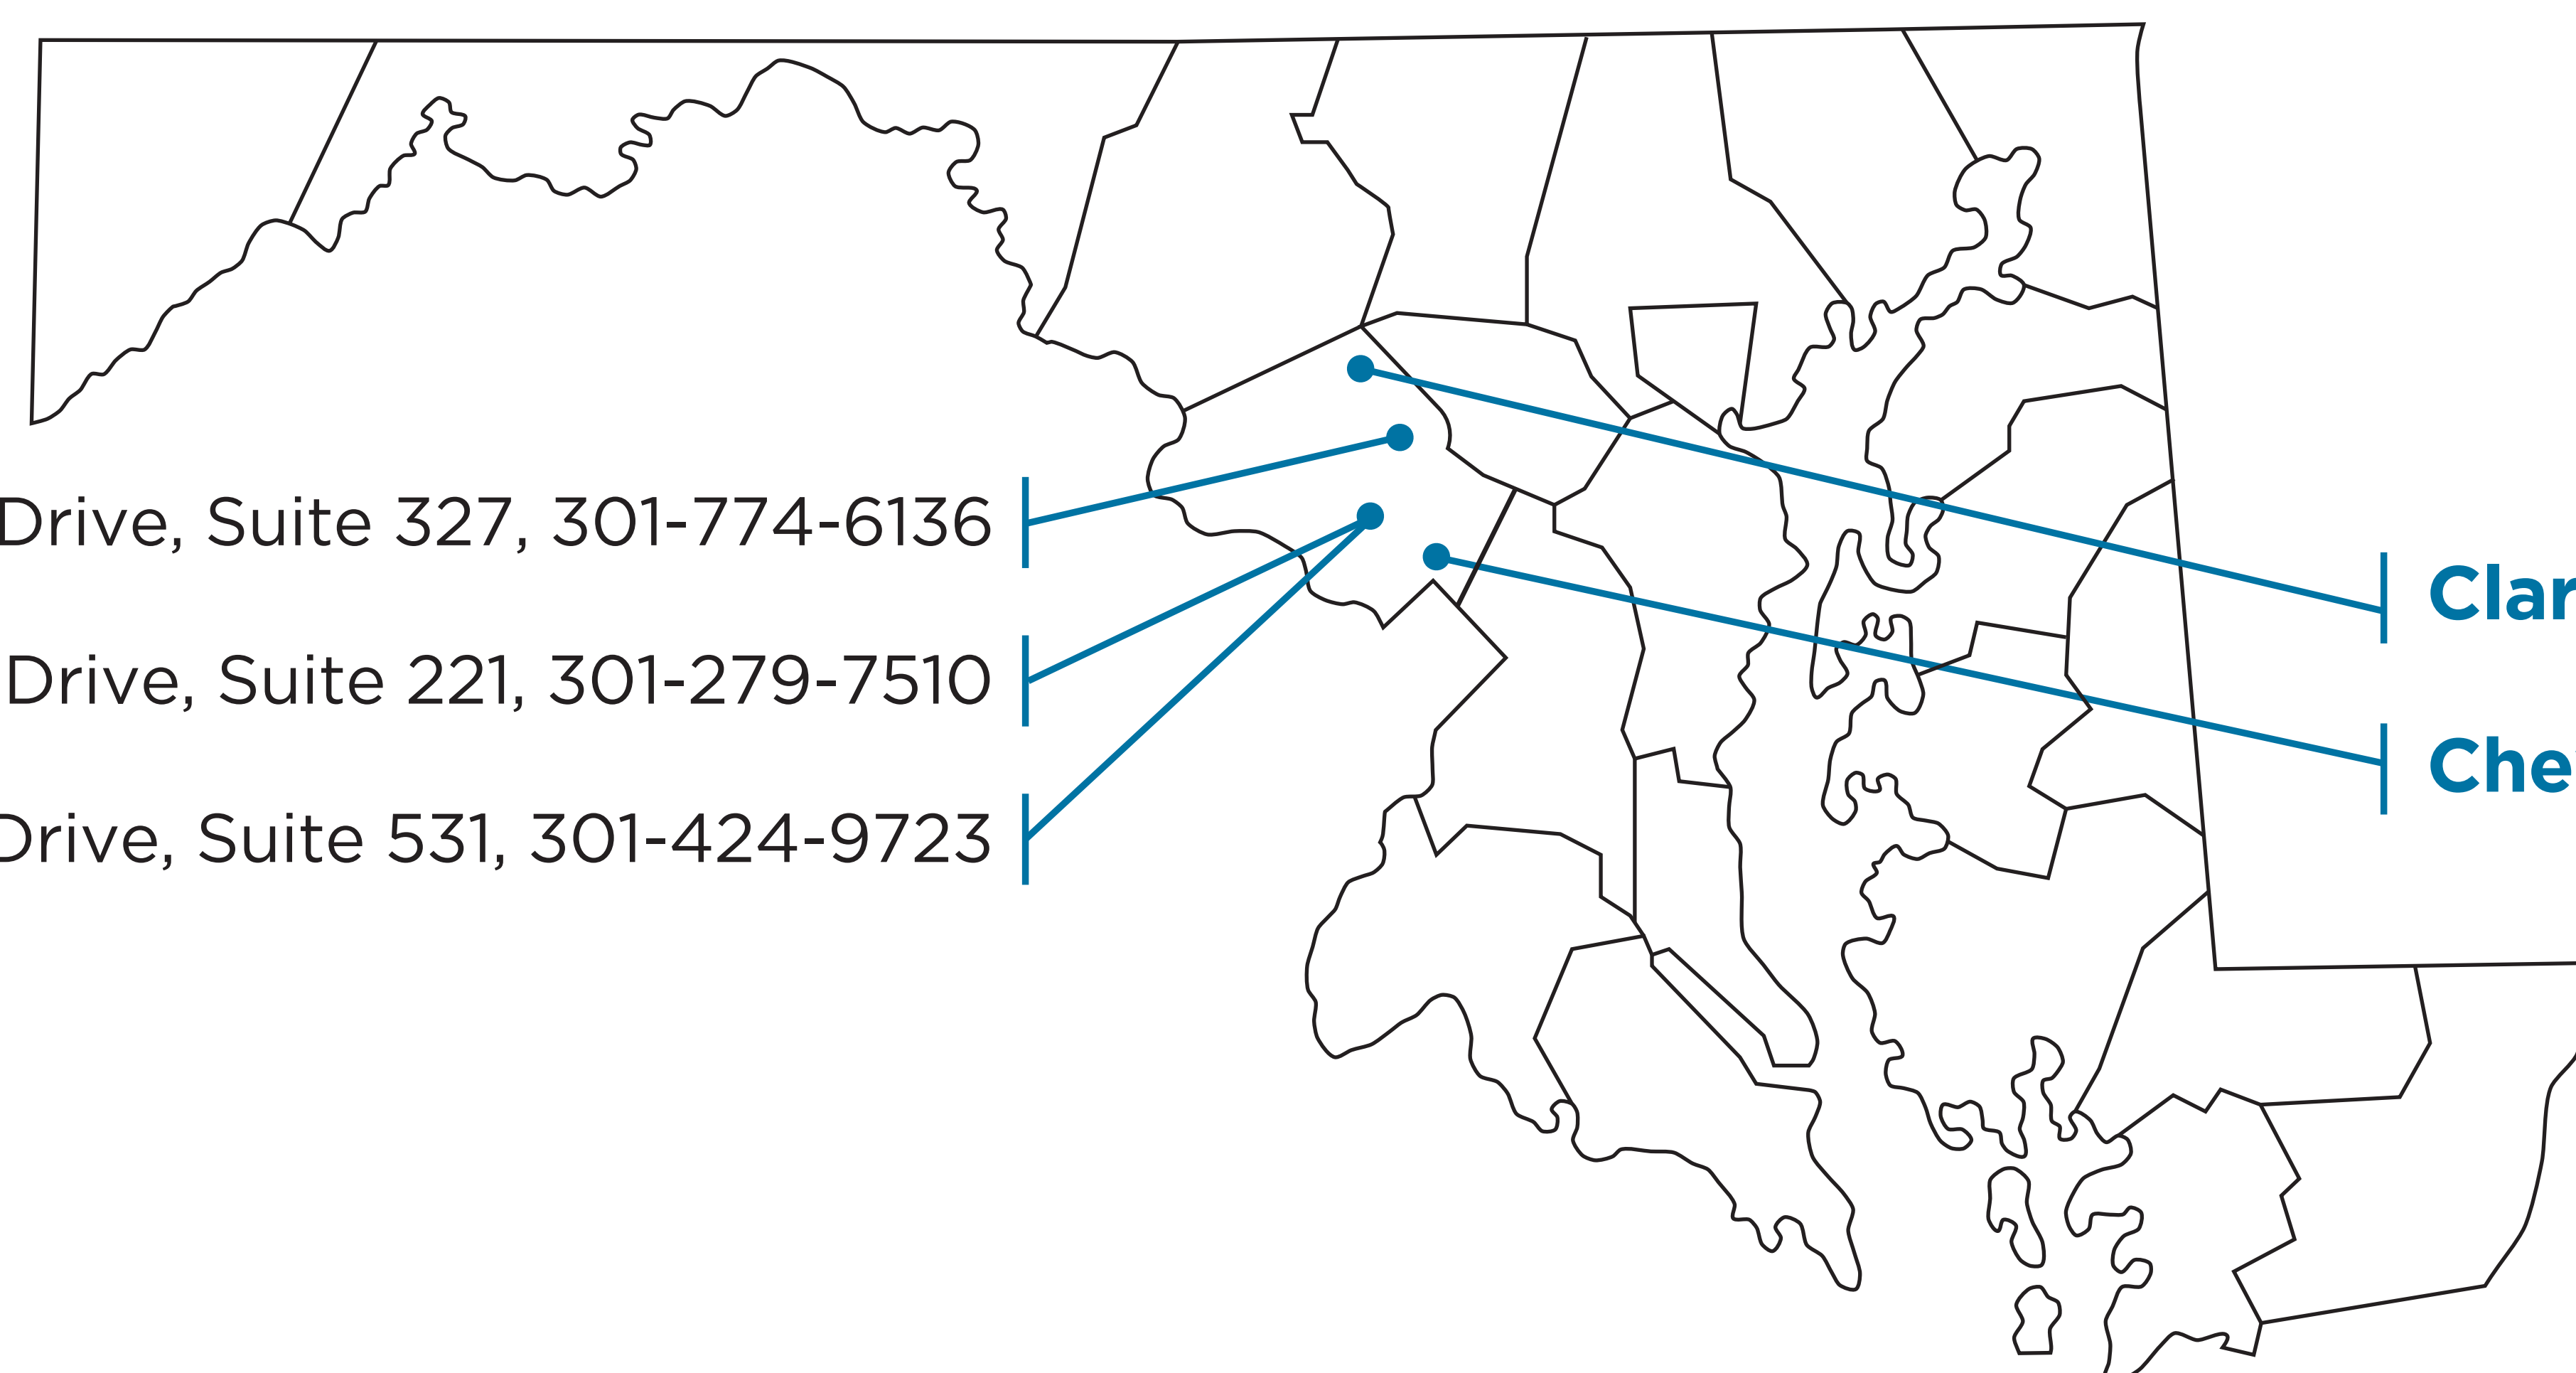 Drive, Suite 327, 301-774-6136
Drive, Suite 221, 301-279-7510
Drive, Suite 531, 301-424-9723
Clar
Che